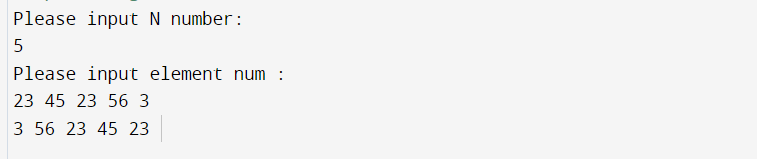 Please input N number:
5
Please input element num :
23 45 23 56 3
3 56 23 45 23